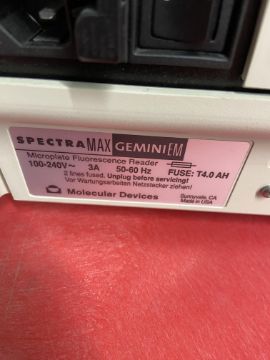 SPECTRAMAX GEMINI EM
Microplate Fluorescence Reader
100-240V~ 3A 50-60 Hz FUSE: T4.0 AH
2 lines fused. Unplug before servicing!
Vor Wartungsarbeiten Netzstecker ziehen!
Molecular Devices
Sunnyvale, CA
Made in USA